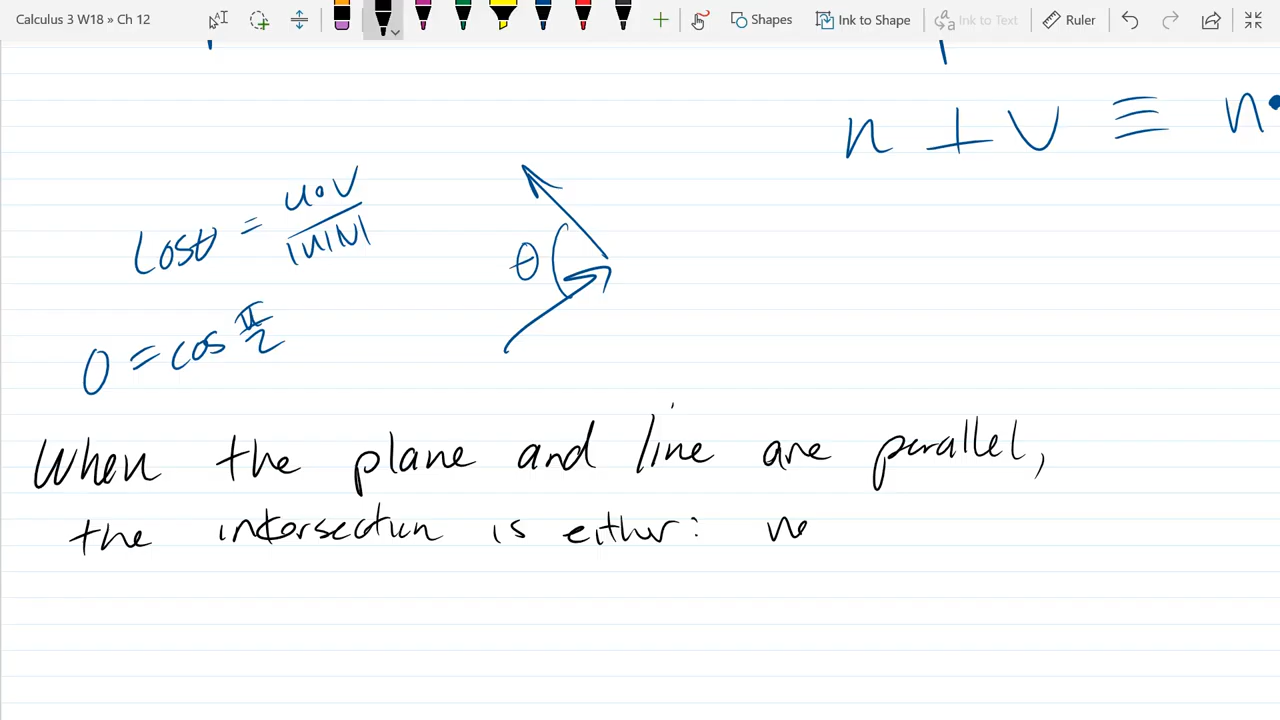 Calculus 3 W18 » Ch 12
Shapes
Ink to Shape
Ink to Text
Ruler
n ⊥ v ≡ n •
cosθ = u•v / |u||v|
θ
0 = cos π/2
When the plane and line are parallel,
the intersection is either: